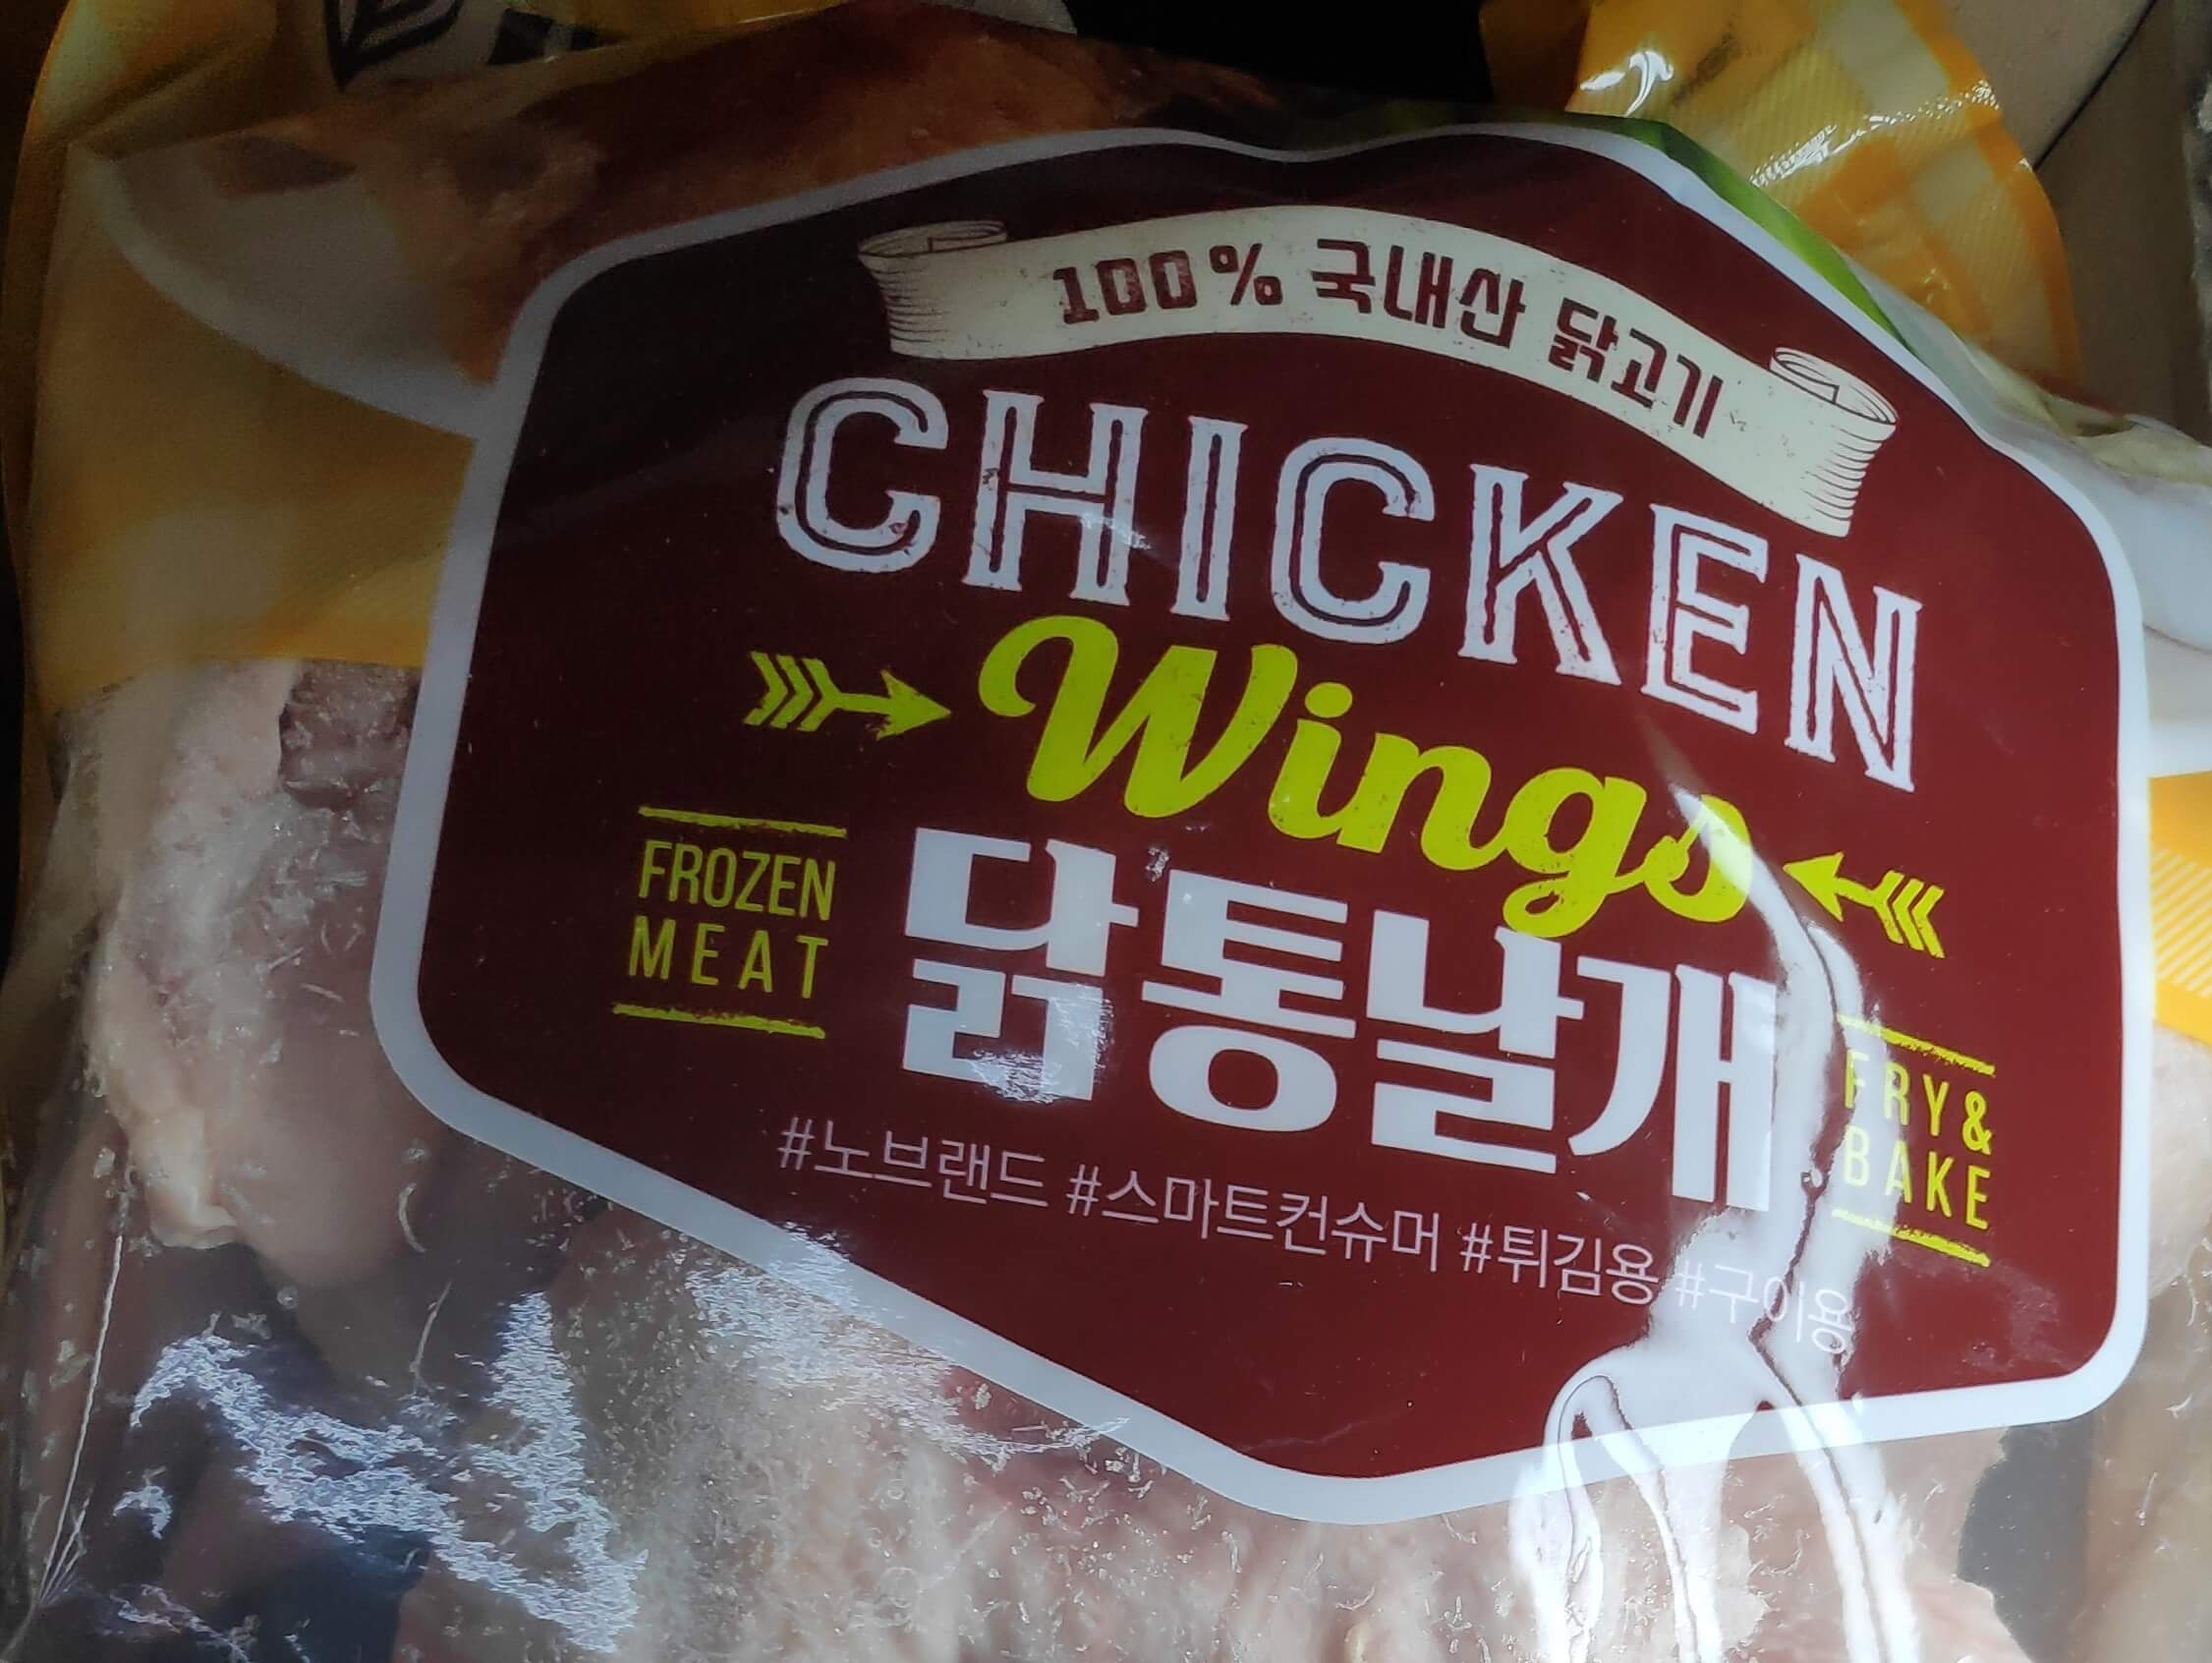 100% 국내산 닭고기
CHICKEN
Wings
FROZEN
MEAT
닭통날개
FRY &
BAKE
#노브랜드 #스마트컨슈머 #튀김용 #구이용